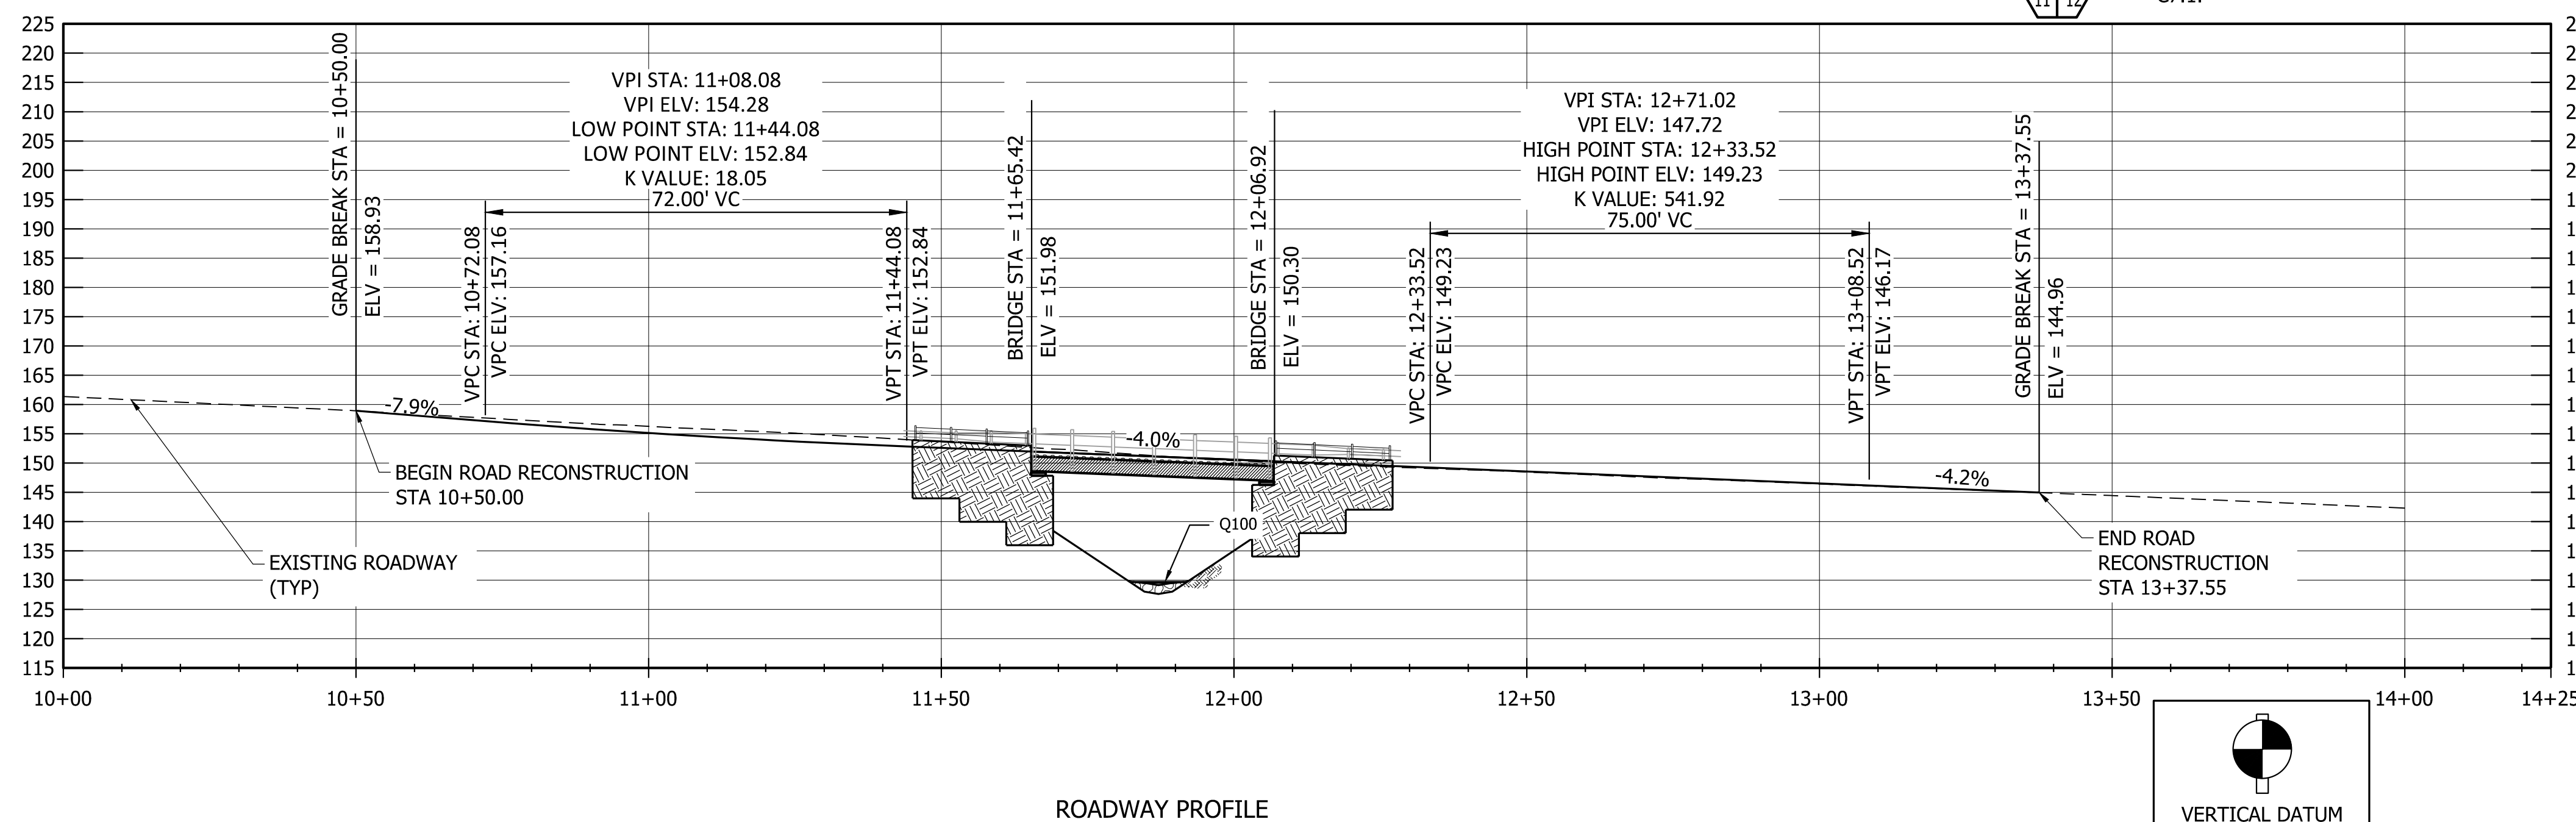 11 12
225
220
215
210
205
200
195
190
185
180
175
170
165
160
155
150
145
140
135
130
125
120
115
GRADE BREAK STA = 10+50.00
ELV = 158.93
VPI STA: 11+08.08
VPI ELV: 154.28
LOW POINT STA: 11+44.08
LOW POINT ELV: 152.84
K VALUE: 18.05
72.00' VC
VPC STA: 10+72.08
VPC ELV: 157.16
VPT STA: 11+44.08
VPT ELV: 152.84
BRIDGE STA = 11+65.42
ELV = 151.98
BRIDGE STA = 12+06.92
ELV = 150.30
VPI STA: 12+71.02
VPI ELV: 147.72
HIGH POINT STA: 12+33.52
HIGH POINT ELV: 149.23
K VALUE: 541.92
75.00' VC
VPC STA: 12+33.52
VPC ELV: 149.23
VPT STA: 13+08.52
VPT ELV: 146.17
GRADE BREAK STA = 13+37.55
ELV = 144.96
-7.9%
-4.0%
-4.2%
BEGIN ROAD RECONSTRUCTION
STA 10+50.00
EXISTING ROADWAY
(TYP)
Q100
END ROAD
RECONSTRUCTION
STA 13+37.55
10+00
10+50
11+00
11+50
12+00
12+50
13+00
13+50
14+00
14+25
ROADWAY PROFILE
VERTICAL DATUM